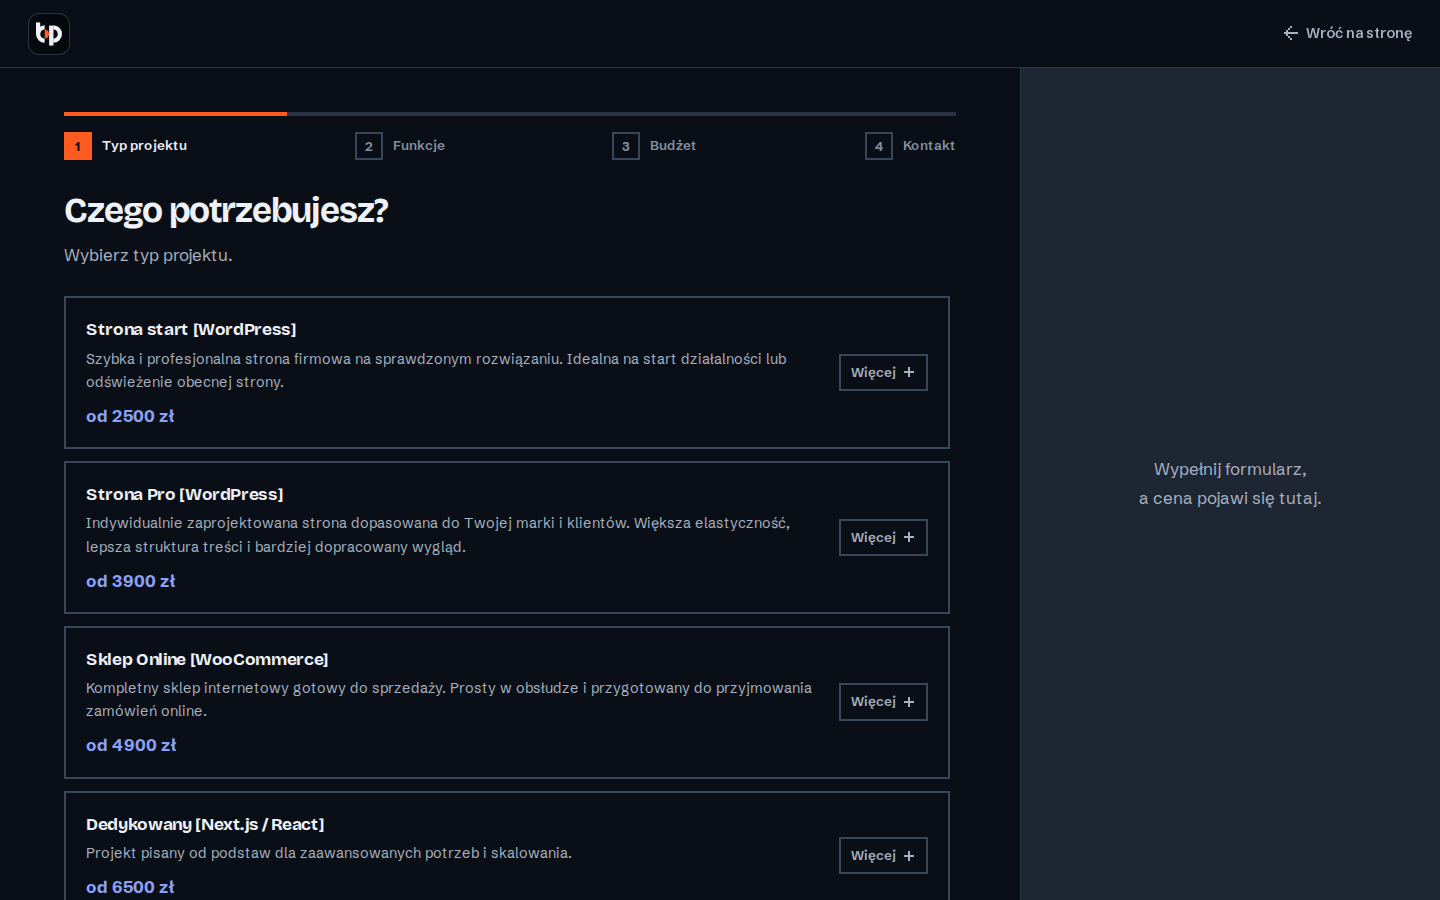 tp
Wróć na stronę
1 Typ projektu
2 Funkcje
3 Budżet
4 Kontakt
Czego potrzebujesz?
Wybierz typ projektu.
Strona start [WordPress]
Szybka i profesjonalna strona firmowa na sprawdzonym rozwiązaniu. Idealna na start działalności lub
odświeżenie obecnej strony.
od 2500 zł
Więcej +
Strona Pro [WordPress]
Indywidualnie zaprojektowana strona dopasowana do Twojej marki i klientów. Większa elastyczność,
lepsza struktura treści i bardziej dopracowany wygląd.
od 3900 zł
Więcej +
Sklep Online [WooCommerce]
Kompletny sklep internetowy gotowy do sprzedaży. Prosty w obsłudze i przygotowany do przyjmowania
zamówień online.
od 4900 zł
Więcej +
Dedykowany [Next.js / React]
Projekt pisany od podstaw dla zaawansowanych potrzeb i skalowania.
od 6500 zł
Więcej +
Wypełnij formularz,
a cena pojawi się tutaj.